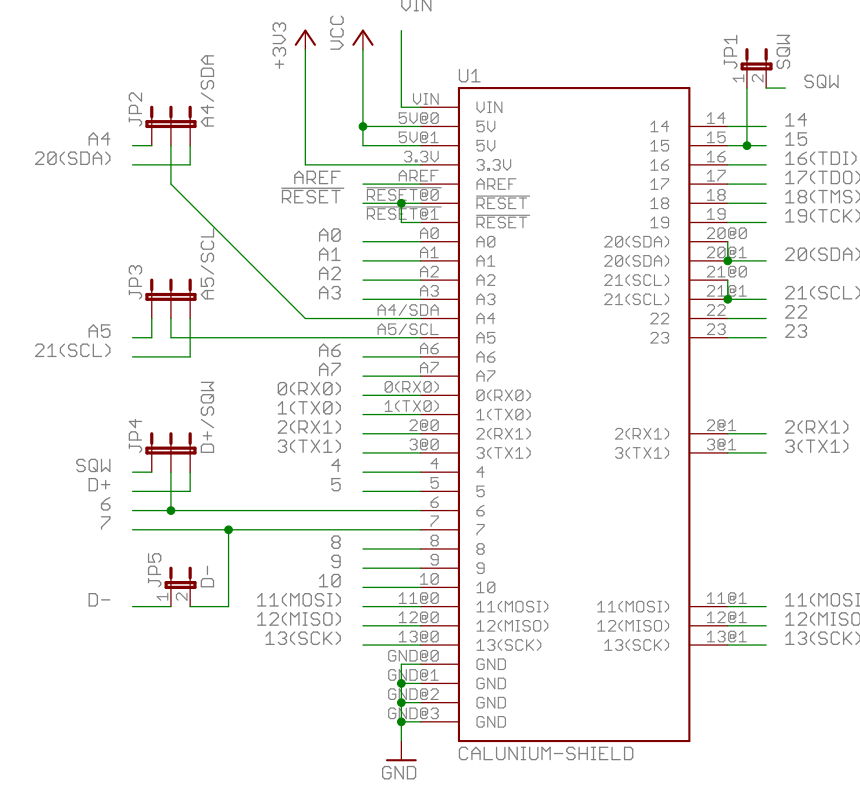 VIN
+3V3
VCC
U1
JP1
SQW
1
2
SQW
JP2
A4/SDA
A4
20(SDA)
JP3
A5/SCL
A5
21(SCL)
JP4
D+/SQW
SQW
D+
6
7
JP5
D-
1
2
D-
AREF
RESET
A0
A1
A2
A3
A6
A7
0(RX0)
1(TX0)
2(RX1)
3(TX1)
4
5
8
9
10
11(MOSI)
12(MISO)
13(SCK)
VIN
5V@0
5V@1
3.3V
AREF
RESET@0
RESET@1
A0
A1
A2
A3
A4/SDA
A5/SCL
A6
A7
0(RX0)
1(TX0)
2@0
3@0
4
5
6
7
8
9
10
11@0
12@0
13@0
GND@0
GND@1
GND@2
GND@3
GND
VIN
5V
5V
3.3V
AREF
RESET
RESET
A0
A1
A2
A3
A4
A5
A6
A7
0(RX0)
1(TX0)
2(RX1)
3(TX1)
4
5
6
7
8
9
10
11(MOSI)
12(MISO)
13(SCK)
GND
GND
GND
GND
14
15
16
17
18
19
20(SDA)
20(SDA)
21(SCL)
21(SCL)
22
23
2(RX1)
3(TX1)
11(MOSI)
12(MISO)
13(SCK)
14
15
16
17
18
19
20@0
20@1
21@0
21@1
22
23
2@1
3@1
11@1
12@1
13@1
14
15
16(TDI)
17(TDO)
18(TMS)
19(TCK)
20(SDA)
21(SCL)
22
23
2(RX1)
3(TX1)
11(MOSI
12(MISO
13(SCK)
CALUNIUM-SHIELD